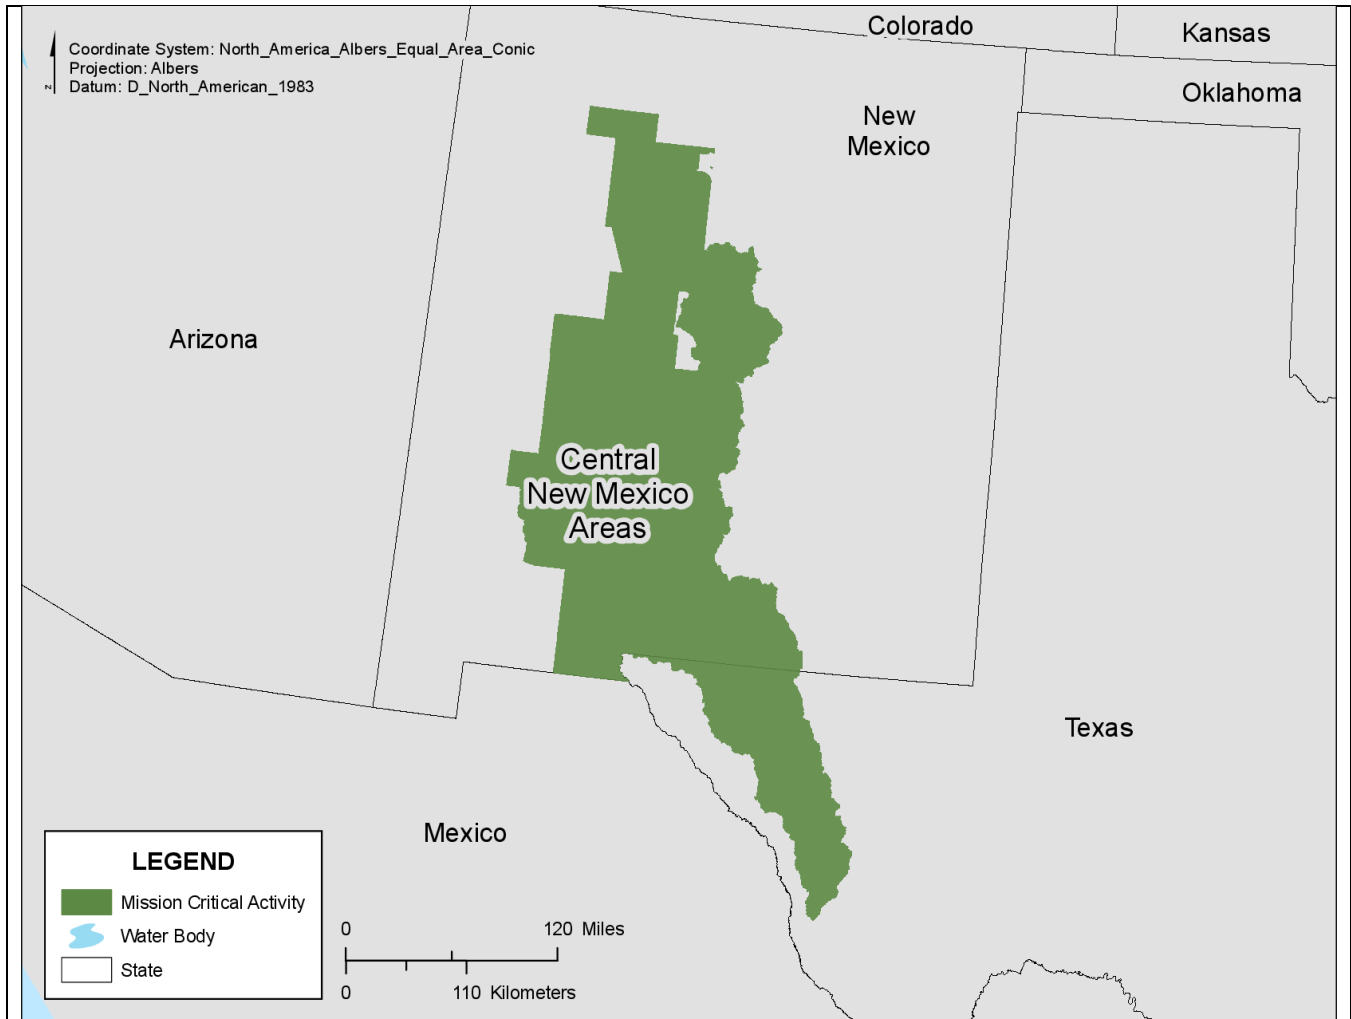 Colorado
Kansas
Coordinate System: North_America_Albers_Equal_Area_Conic
Projection: Albers
Datum: D_North_American_1983
N
Oklahoma
New
Mexico
Arizona
Central
New Mexico
Areas
Texas
Mexico
LEGEND
Mission Critical Activity
Water Body
State
0 120 Miles
0 110 Kilometers